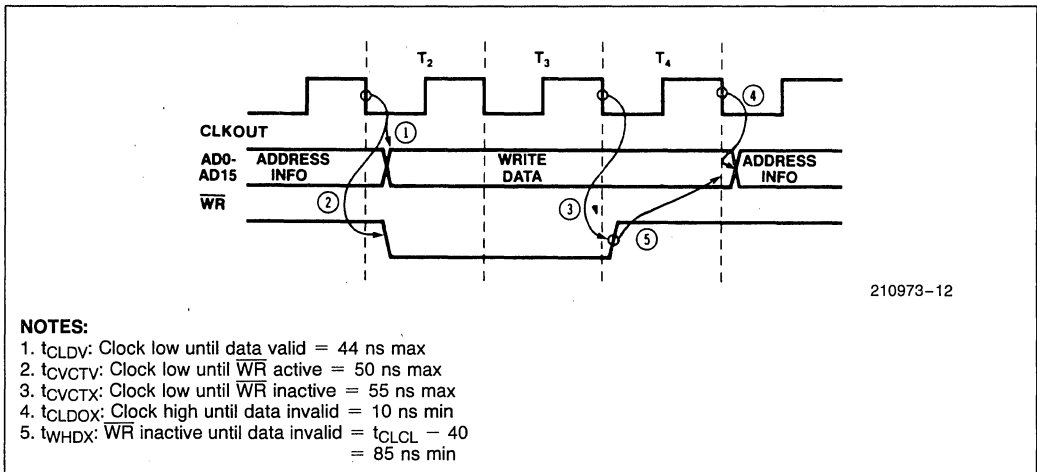 T2 T3 T4
④
CLKOUT
①
AD0-
AD15
ADDRESS
INFO
WRITE
DATA
ADDRESS
INFO
WR
②
③
⑤
210973-12
NOTES:
1. tCLDV: Clock low until data valid = 44 ns max
2. tCVCTV: Clock low until WR active = 50 ns max
3. tCVCTX: Clock low until WR inactive = 55 ns max
4. tCLDOX: Clock high until data invalid = 10 ns min
5. tWHDX: WR inactive until data invalid = tCLCL − 40
= 85 ns min